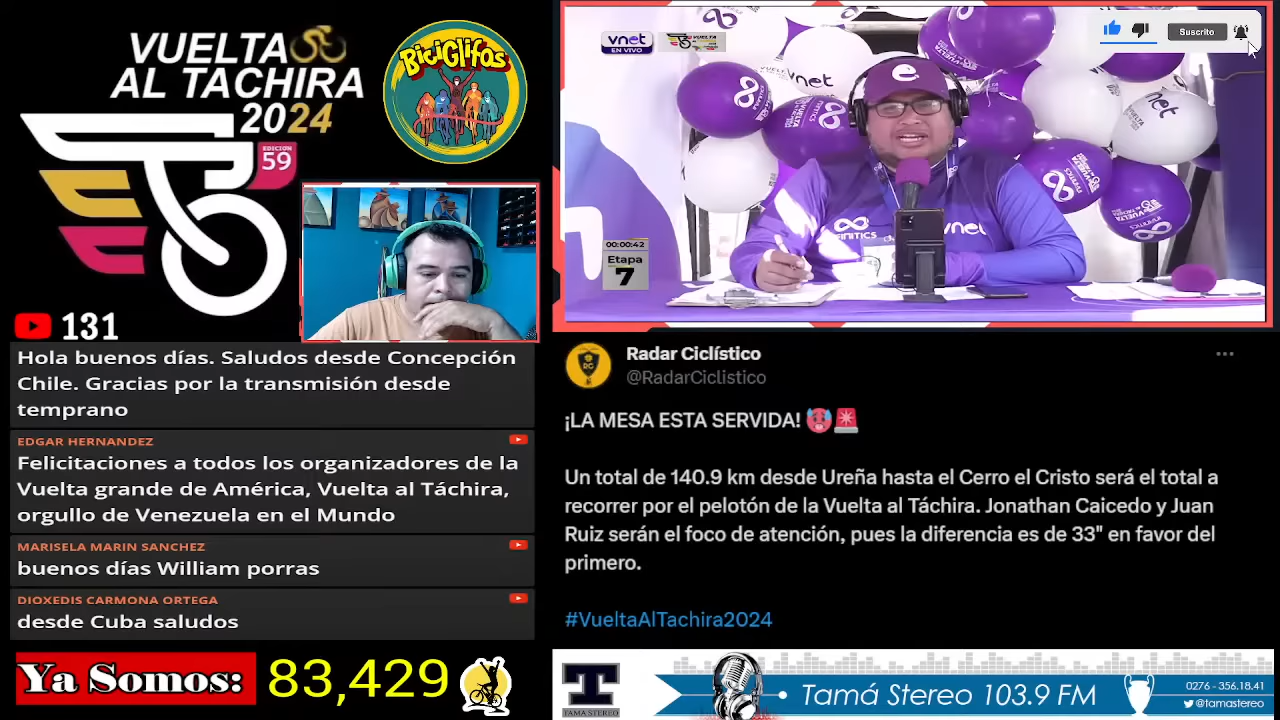 VUELTA
AL TACHIRA
2024
EDICION
59
BiciGlifos
131
Hola buenos días. Saludos desde Concepción
Chile. Gracias por la transmisión desde
temprano
EDGAR HERNANDEZ
Felicitaciones a todos los organizadores de la
Vuelta grande de América, Vuelta al Táchira,
orgullo de Venezuela en el Mundo
MARISELA MARIN SANCHEZ
buenos días William porras
DIOXEDIS CARMONA ORTEGA
desde Cuba saludos
Ya Somos: 83,429
vnet
EN VIVO
VUELTA
Suscrito
vnet
vnet
e
INFINITICS
vnet
00:00:42
Etapa
7
Radar Ciclístico
@RadarCiclistico
¡LA MESA ESTA SERVIDA!
Un total de 140.9 km desde Ureña hasta el Cerro el Cristo será el total a
recorrer por el pelotón de la Vuelta al Táchira. Jonathan Caicedo y Juan
Ruiz serán el foco de atención, pues la diferencia es de 33" en favor del
primero.
#VueltaAlTachira2024
T
TAMA STEREO
Tamá Stereo 103.9 FM
0276 - 356.18.41
@tamastereo